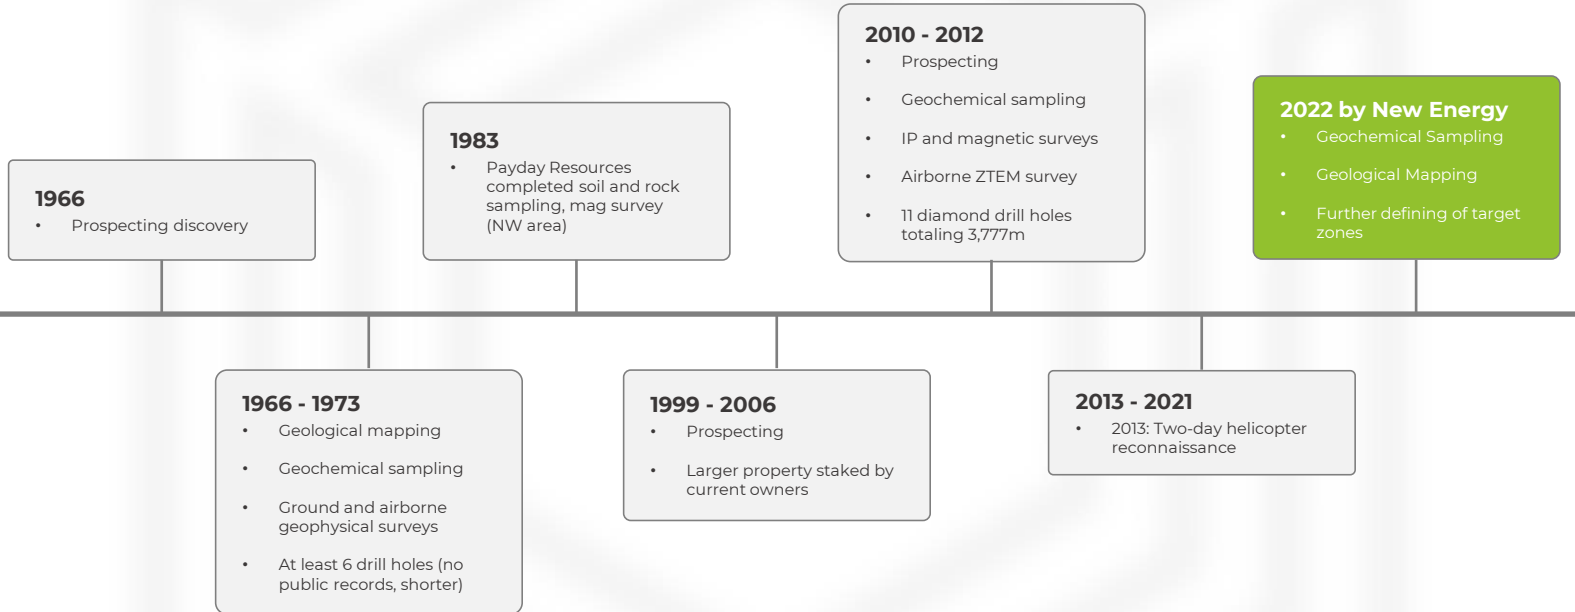 1966
• Prospecting discovery
1966 - 1973
• Geological mapping
• Geochemical sampling
• Ground and airborne
geophysical surveys
• At least 6 drill holes (no
public records, shorter)
1983
• Payday Resources
completed soil and rock
sampling, mag survey
(NW area)
1999 - 2006
• Prospecting
• Larger property staked by
current owners
2010 - 2012
• Prospecting
• Geochemical sampling
• IP and magnetic surveys
• Airborne ZTEM survey
• 11 diamond drill holes
totaling 3,777m
2013 - 2021
• 2013: Two-day helicopter
reconnaissance
2022 by New Energy
• Geochemical Sampling
• Geological Mapping
• Further defining of target
zones